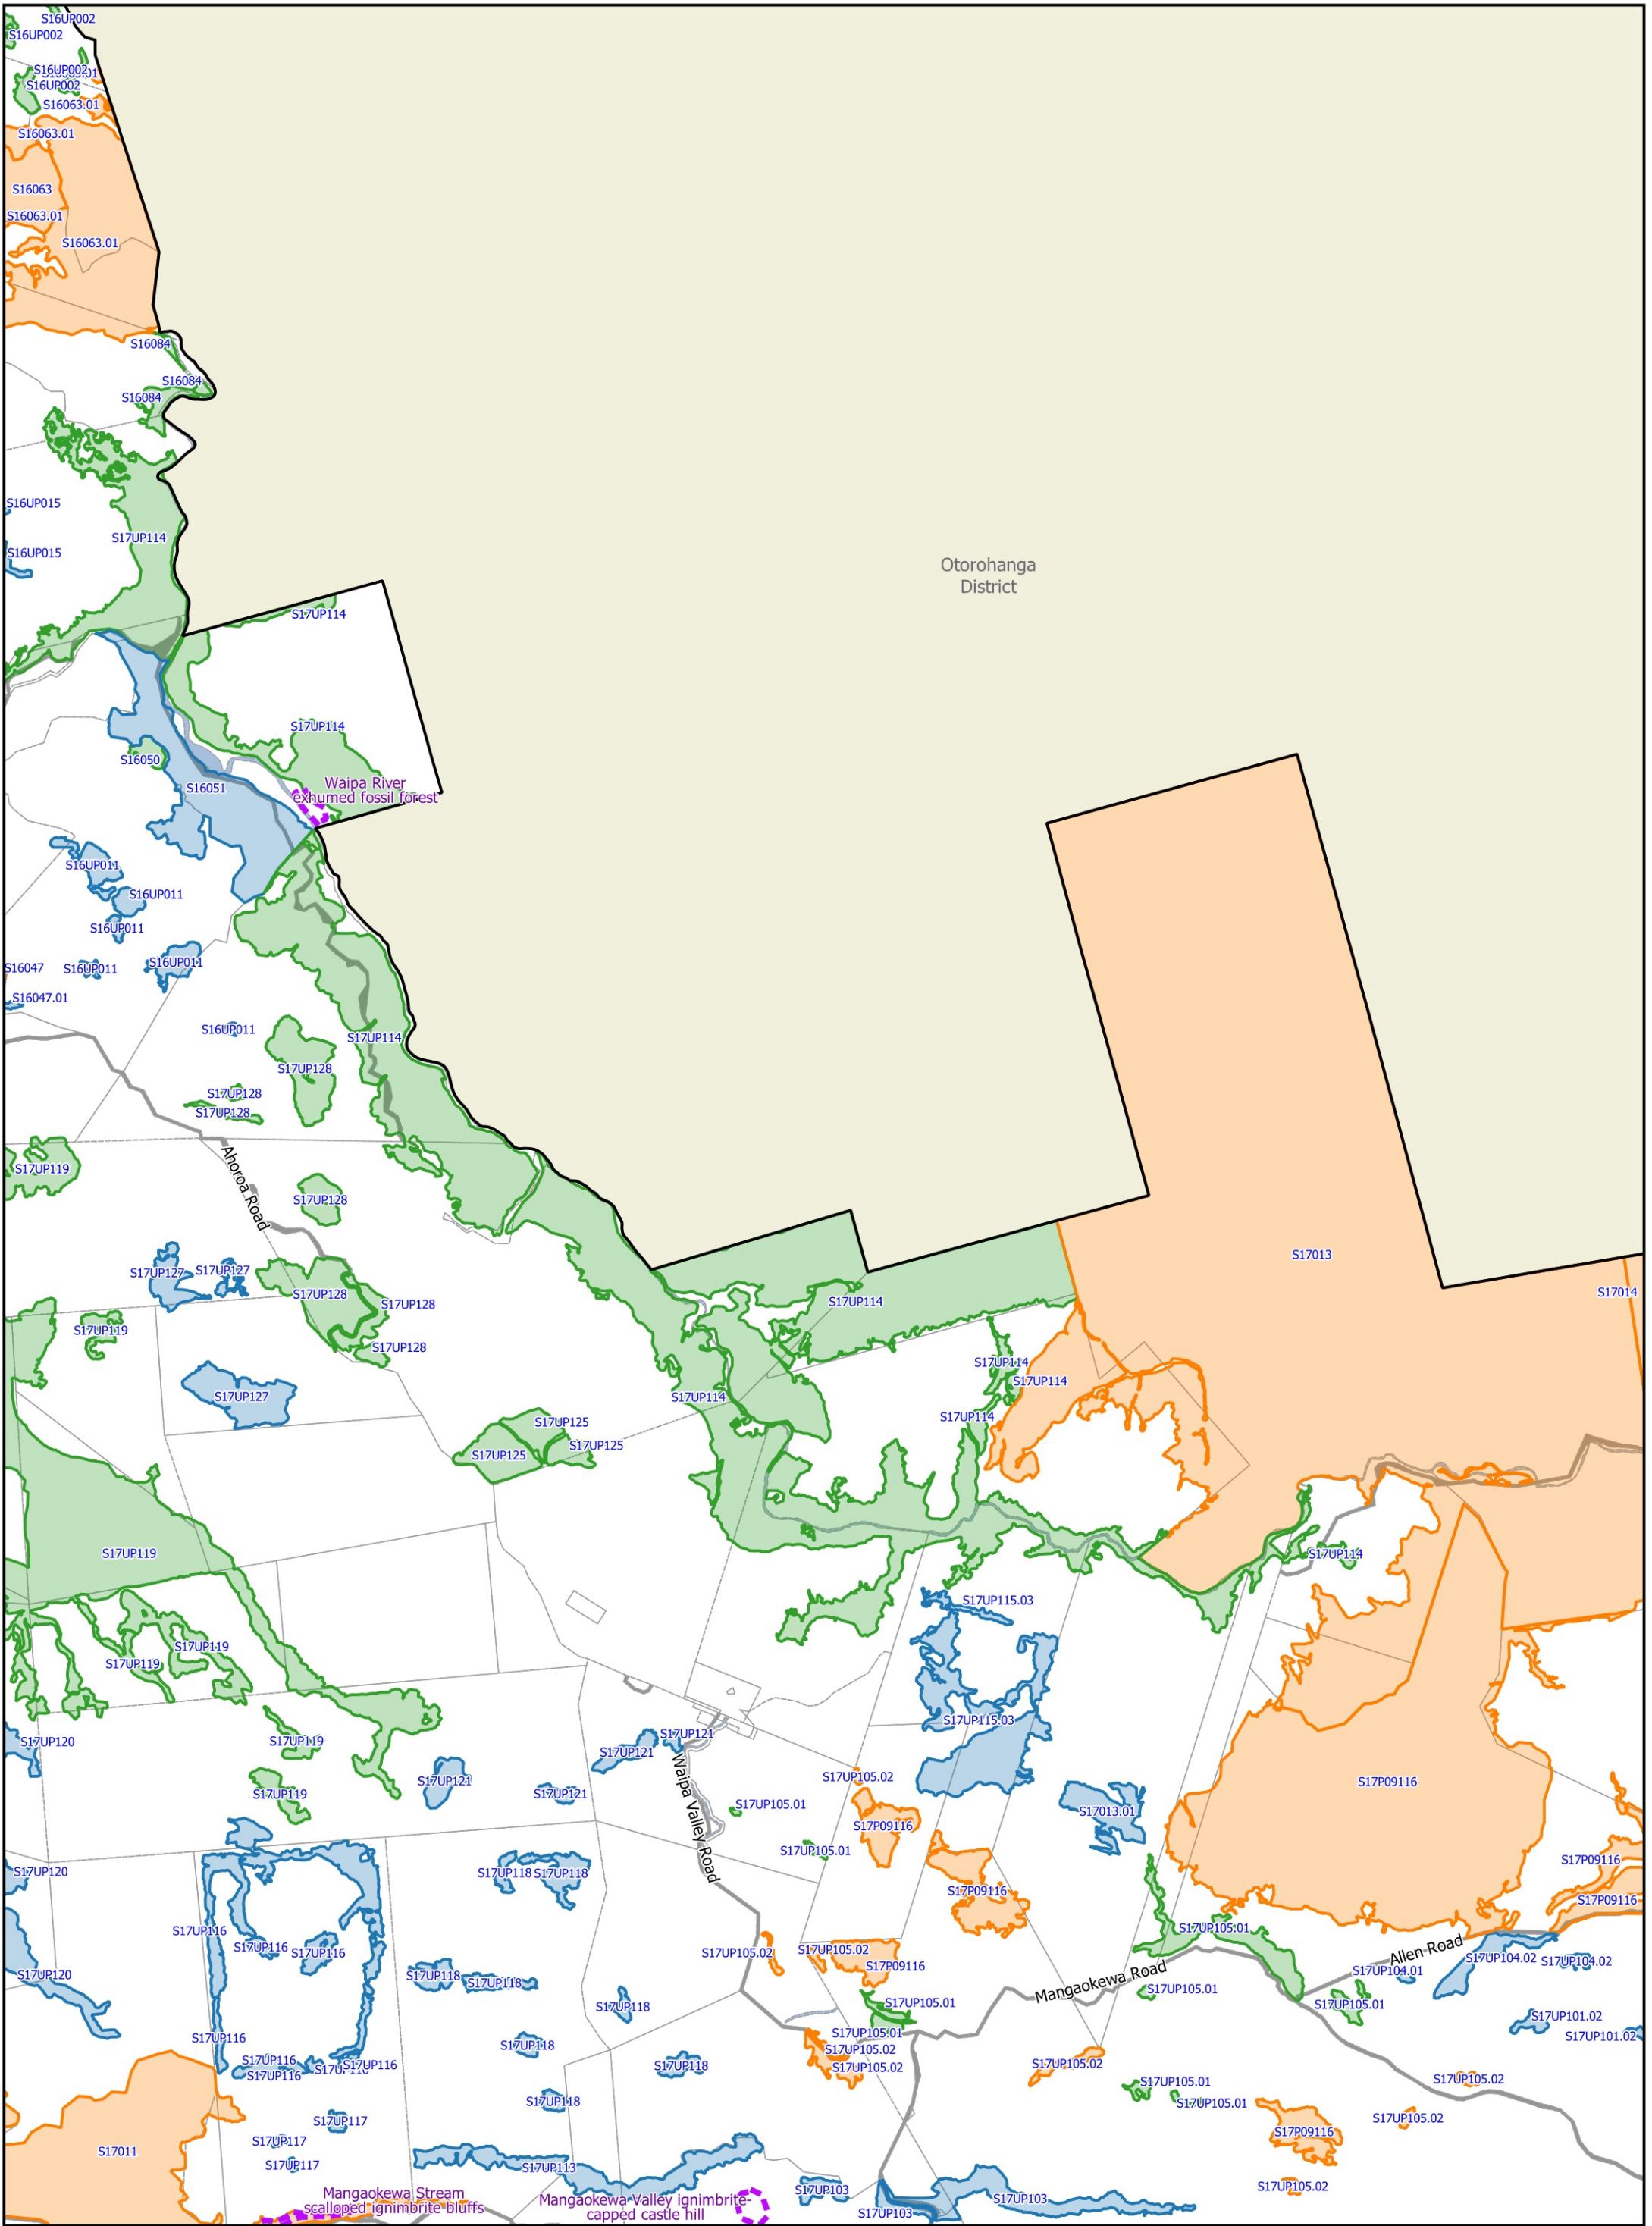 S16UP002
S16UP002
S16UP002
S16UP002
S16063.01
S16063.01
S16063
S16063.01
S16063.01
S16084
S16084
S16084
S16UP015
S17UP114
S16UP015
Otorohanga
District
S17UP114
S17UP114
S16050
Waipa River
exhumed fossil forest
S16051
S16UP011
S16UP011
S16UP011
S16UP011
S16047
S16UP011
S16047.01
S16UP011
S17UP114
S17UP128
S17UP128
S17UP128
Ahoroa Road
S17UP119
S17UP128
S17013
S17UP127
S17UP127
S17UP128
S17014
S17UP128
S17UP114
S17UP119
S17UP128
S17UP114
S17UP114
S17UP127
S17UP114
S17UP114
S17UP125
S17UP125
S17UP125
S17UP119
S17UP114
S17UP115.03
S17UP119
S17UP119
S17UP115.03
S17UP120
S17UP119
S17UP121
S17UP121
S17UP121
S17UP121
S17UP119
S17UP105.02
S17P09116
Waipa Valley Road
S17UP105.01
S17013.01
S17P09116
S17UP105.01
S17P09116
S17UP120
S17UP118
S17UP118
S17P09116
S17P09116
S17UP116
S17UP105.01
S17UP116
S17UP116
S17UP105.02
S17UP105.02
Allen Road
S17UP104.02
S17UP104.02
S17P09116
S17UP120
S17UP118
S17UP118
Mangaokewa Road
S17UP104.01
S17UP105.01
S17UP118
S17UP105.01
S17UP105.01
S17UP101.02
S17UP116
S17UP105.01
S17UP101.02
S17UP118
S17UP105.02
S17UP116
S17UP116
S17UP116
S17UP116
S17UP118
S17UP105.02
S17UP105.02
S17UP105.02
S17UP105.01
S17UP118
S17UP105.01
S17UP117
S17UP105.02
S17P09116
S17UP117
S17011
S17UP117
S17UP113
S17UP105.02
S17UP103
Mangaokewa Stream
scalloped ignimbrite bluffs
Mangaokewa Valley ignimbrite-
capped castle hill
S17UP103
S17UP103